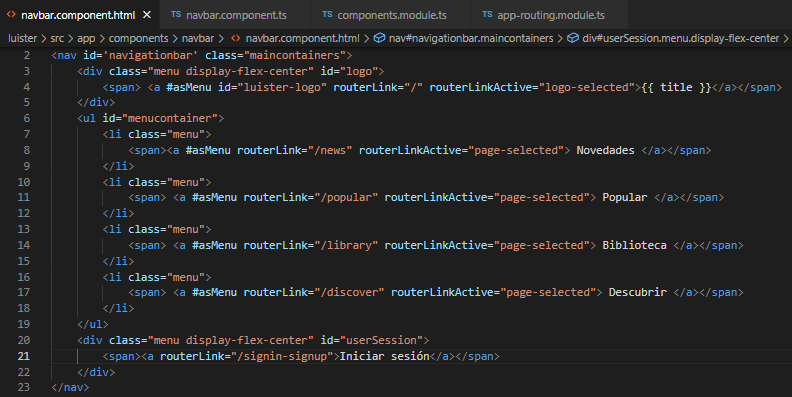 navbar.component.html
navbar.component.ts
components.module.ts
app-routing.module.ts
luister > src > app > components > navbar > navbar.component.html > nav#navigationbar.maincontainers > div#userSession.menu.display-flex-center >
2 <nav id='navigationbar' class="maincontainers">
3 <div class="menu display-flex-center" id="logo">
4 <span> <a #asMenu id="luister-logo" routerLink="/" routerLinkActive="logo-selected">{{ title }}</a></span>
5 </div>
6 <ul id="menucontainer">
7 <li class="menu">
8 <span><a #asMenu routerLink="/news" routerLinkActive="page-selected"> Novedades </a></span>
9 </li>
10 <li class="menu">
11 <span> <a #asMenu routerLink="/popular" routerLinkActive="page-selected"> Popular </a></span>
12 </li>
13 <li class="menu">
14 <span> <a #asMenu routerLink="/library" routerLinkActive="page-selected"> Biblioteca </a></span>
15 </li>
16 <li class="menu">
17 <span> <a #asMenu routerLink="/discover" routerLinkActive="page-selected"> Descubrir </a></span>
18 </li>
19 </ul>
20 <div class="menu display-flex-center" id="userSession">
21 <span><a routerLink="/signin-signup">Iniciar sesión</a></span>
22 </div>
23 </nav>